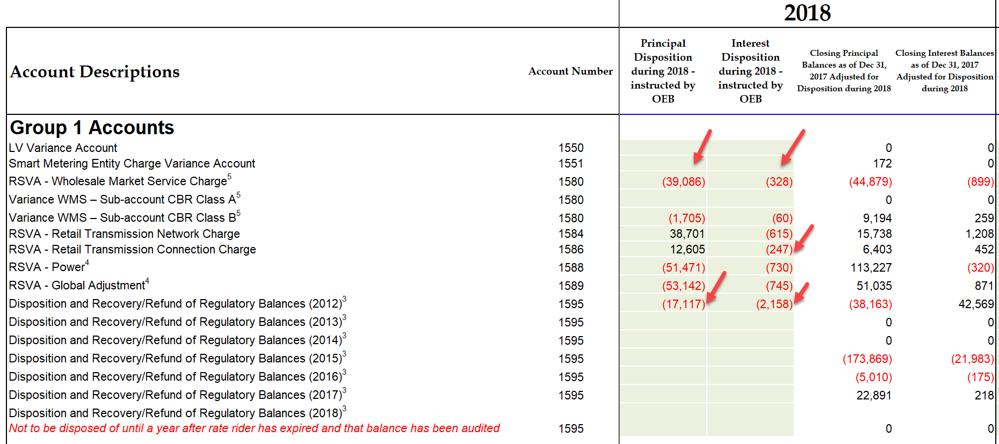 2018
Account Descriptions
Account Number
Principal
Disposition
during 2018 -
instructed by
OEB
Interest
Disposition
during 2018 -
instructed by
OEB
Closing Principal
Balances as of Dec 31,
2017 Adjusted for
Disposition during 2018
Closing Interest Balances
as of Dec 31, 2017
Adjusted for Disposition
during 2018
Group 1 Accounts
LV Variance Account 1550 0 0
Smart Metering Entity Charge Variance Account 1551 172 0
RSVA - Wholesale Market Service Charge5 1580 (39,086) (328) (44,879) (899)
Variance WMS – Sub-account CBR Class A5 1580 0 0
Variance WMS – Sub-account CBR Class B5 1580 (1,705) (60) 9,194 259
RSVA - Retail Transmission Network Charge 1584 38,701 (615) 15,738 1,208
RSVA - Retail Transmission Connection Charge 1586 12,605 (247) 6,403 452
RSVA - Power4 1588 (51,471) (730) 113,227 (320)
RSVA - Global Adjustment4 1589 (53,142) (745) 51,035 871
Disposition and Recovery/Refund of Regulatory Balances (2012)3 1595 (17,117) (2,158) (38,163) 42,569
Disposition and Recovery/Refund of Regulatory Balances (2013)3 1595 0 0
Disposition and Recovery/Refund of Regulatory Balances (2014)3 1595 0 0
Disposition and Recovery/Refund of Regulatory Balances (2015)3 1595 (173,869) (21,983)
Disposition and Recovery/Refund of Regulatory Balances (2016)3 1595 (5,010) (175)
Disposition and Recovery/Refund of Regulatory Balances (2017)3 1595 22,891 218
Disposition and Recovery/Refund of Regulatory Balances (2018)3
Not to be disposed of until a year after rate rider has expired and that balance has been audited 1595 0 0